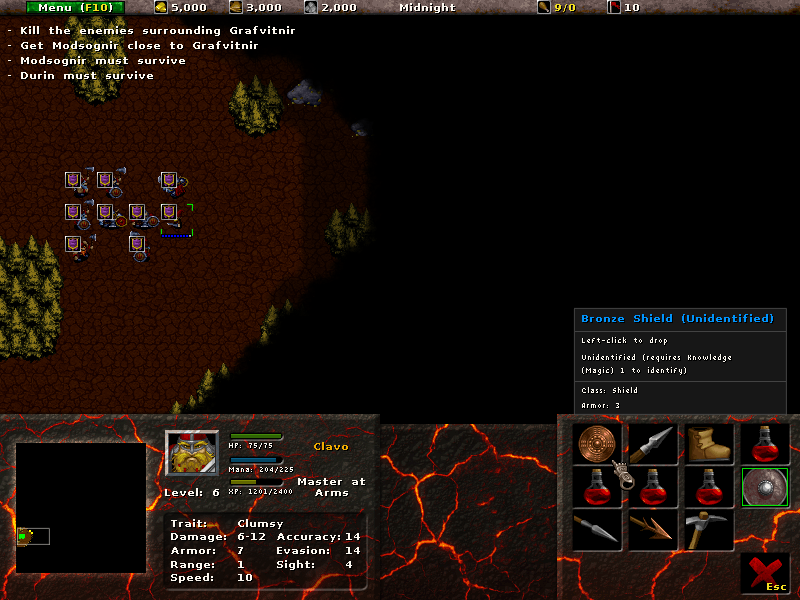 Menu (F10) 5,000 3,000 2,000 Midnight 9/0 10
- Kill the enemies surrounding Grafvitnir
- Get Modsognir close to Grafvitnir
- Modsognir must survive
- Durin must survive
Bronze Shield (Unidentified)
Left-click to drop
Unidentified (requires Knowledge
(Magic) 1 to identify)
Class: Shield
Armor: 3
HP: 75/75
Clavo
Mana: 204/225
Level: 6
XP: 1201/2400
Master at
Arms
Trait: Clumsy
Damage: 6-12 Accuracy: 14
Armor: 7 Evasion: 14
Range: 1 Sight: 4
Speed: 10
Esc